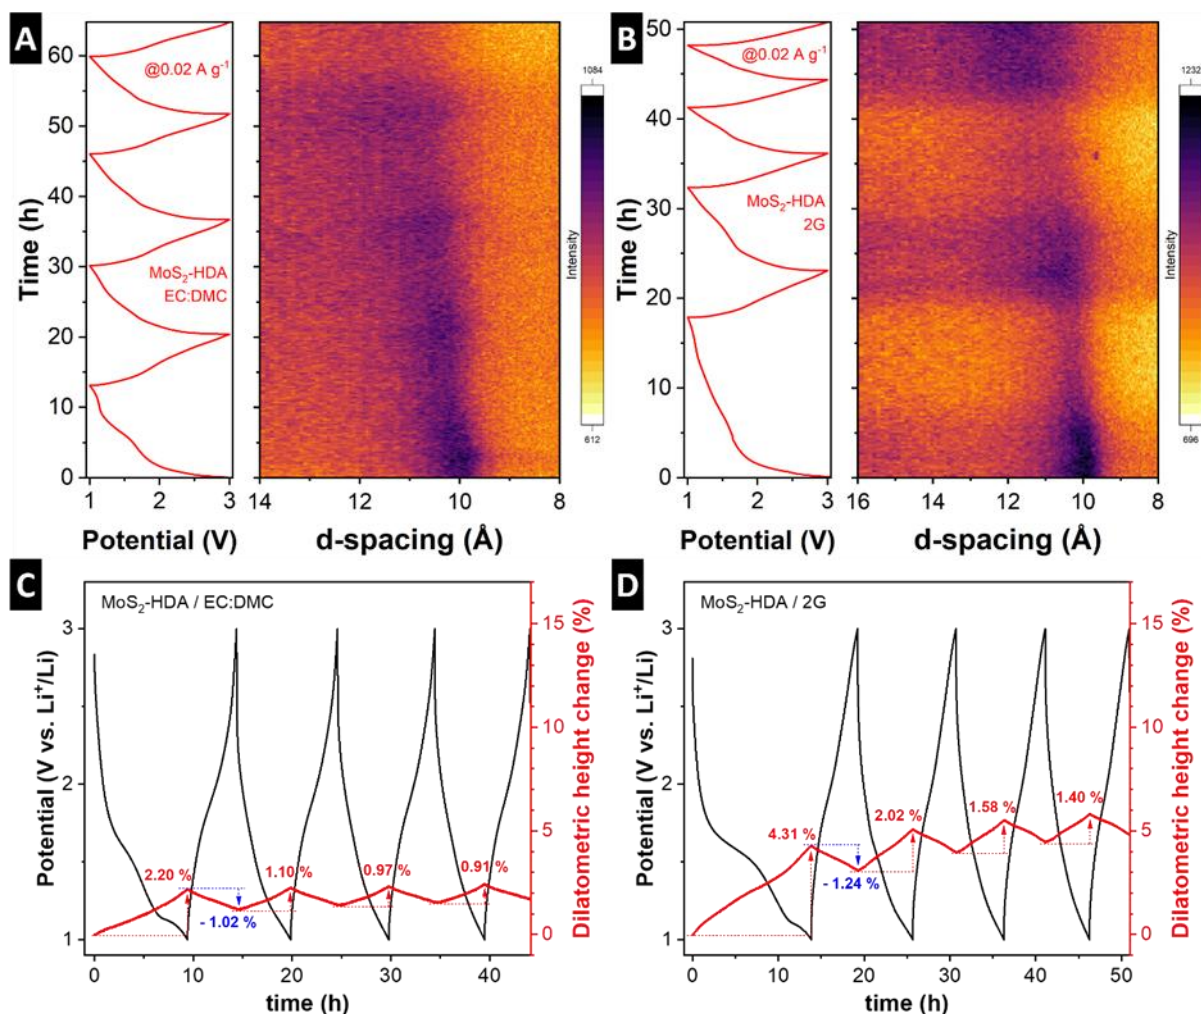 A
@0.02 A g⁻¹
MoS₂-HDA
EC:DMC
Time (h)
60
50
40
30
20
10
0
1
2
3
Potential (V)
14
12
10
8
d-spacing (Å)
1084
Intensity
612
B
@0.02 A g⁻¹
MoS₂-HDA
2G
Time (h)
50
40
30
20
10
0
1
2
3
Potential (V)
16
14
12
10
8
d-spacing (Å)
1232
Intensity
696
C
MoS₂-HDA / EC:DMC
Potential (V vs. Li⁺/Li)
3
2
1
2.20 %
- 1.02 %
1.10 %
0.97 %
0.91 %
15
10
5
0
Dilatometric height change (%)
0
10
20
30
40
time (h)
D
MoS₂-HDA / 2G
Potential (V vs. Li⁺/Li)
3
2
1
4.31 %
- 1.24 %
2.02 %
1.58 %
1.40 %
15
10
5
0
Dilatometric height change (%)
0
10
20
30
40
50
time (h)